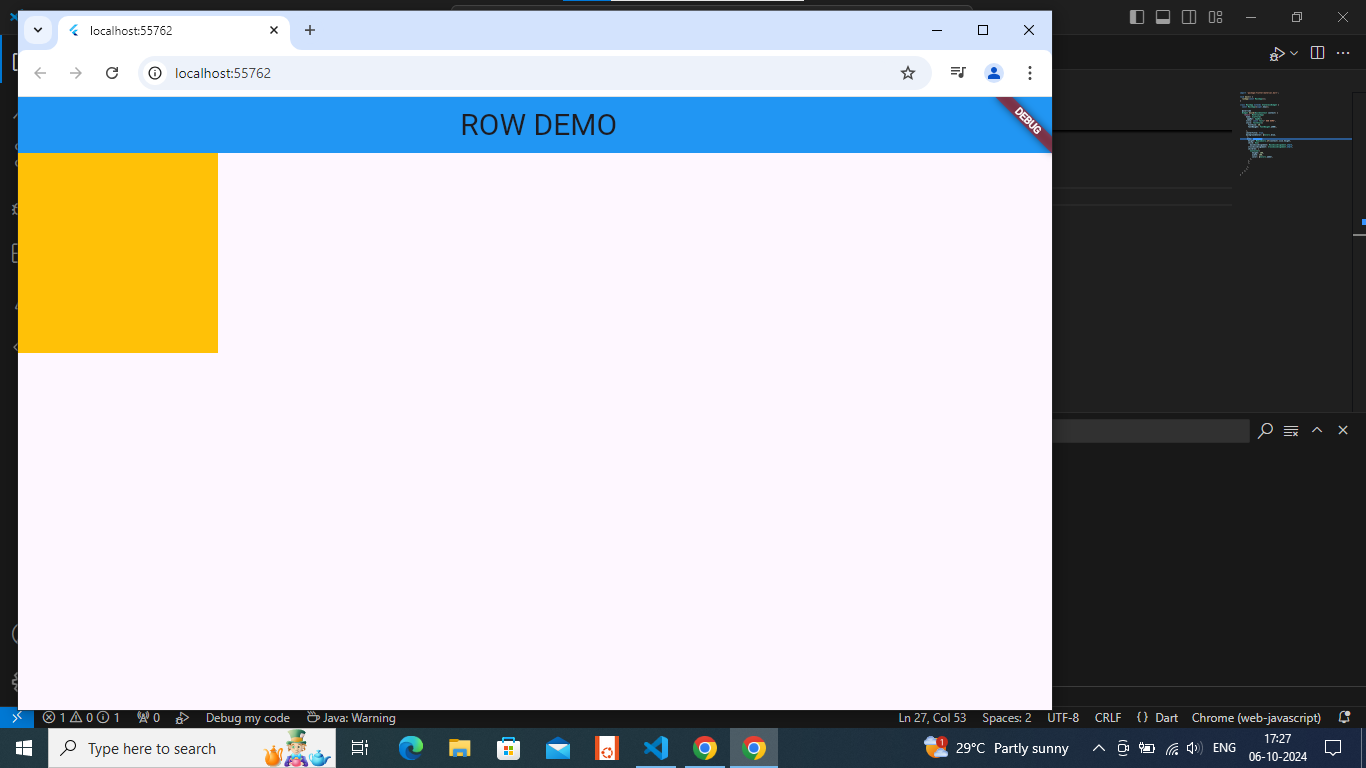 localhost:55762
localhost:55762
ROW DEMO
DEBUG
1 0 1 0 Debug my code Java: Warning
Ln 27, Col 53 Spaces: 2 UTF-8 CRLF {} Dart Chrome (web-javascript)
Type here to search
1 29°C Partly sunny ENG 17:27
06-10-2024